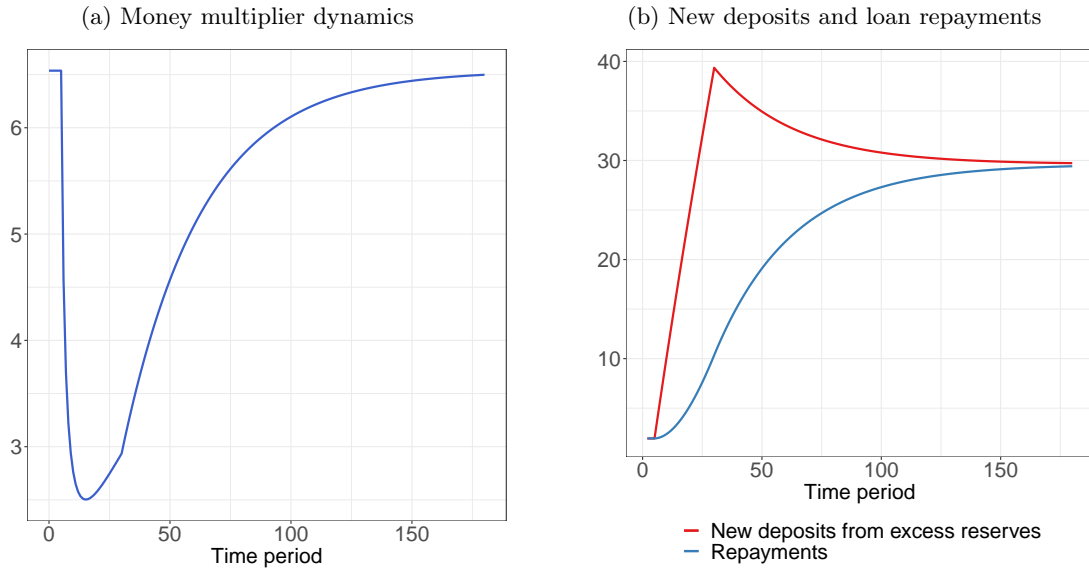 (a) Money multiplier dynamics
6
5
4
3
0 50 100 150
Time period
(b) New deposits and loan repayments
40
30
20
10
0 50 100 150
Time period
New deposits from excess reserves
Repayments